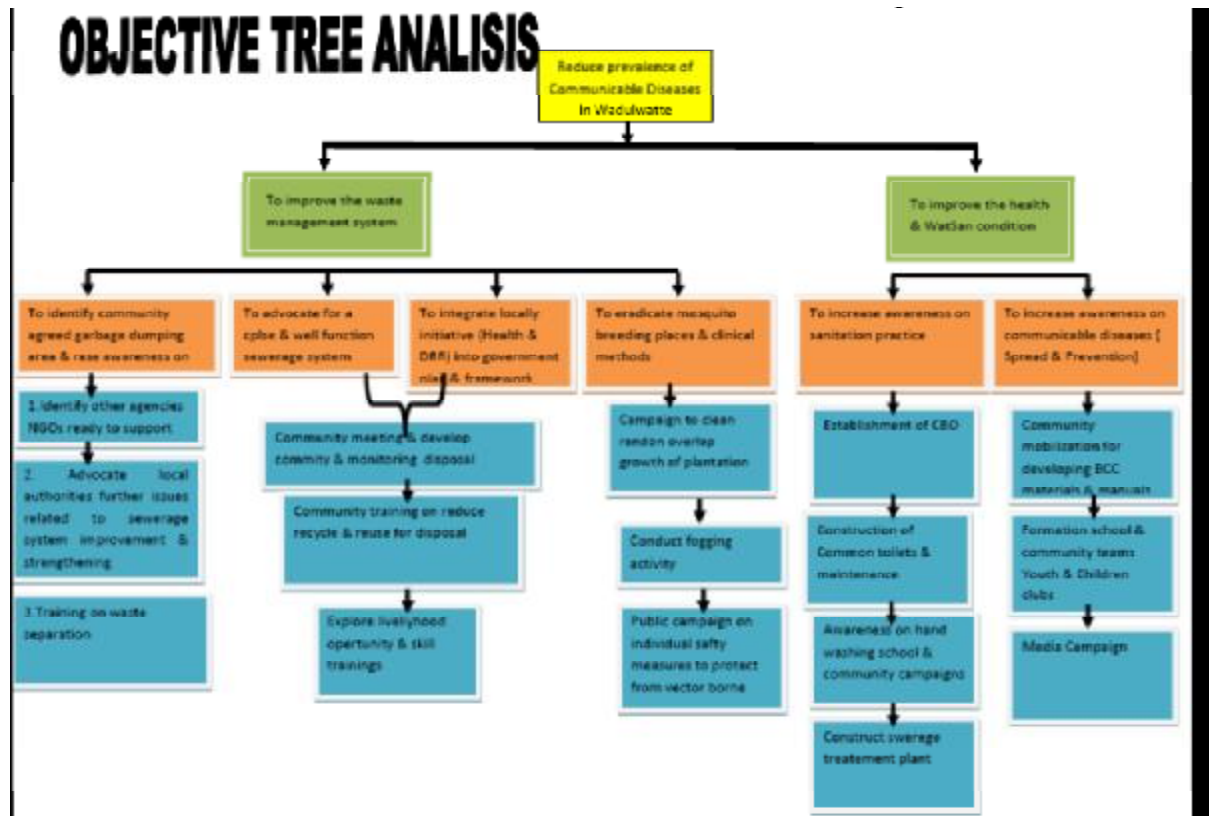 OBJECTIVE TREE ANALISIS
Reduce prevalence of
Communicable Diseases
in Wadulwatte
To improve the waste
management system
To improve the health
& WatSan condition
To identify community
agreed garbage dumping
area & rase awareness on
To advocate for a
& well function
sewerage system
To integrate locally
initiative (Health &
DRR) into government
plan & framework
To eradicate mosquito
breeding places & clinical
methods
To increase awareness on
sanitation practice
To increase awareness on
communicable diseases (
Spread & Prevention)
1.Identify other agencies
NGOs ready to support
2. Advocate local
authorities further issues
related to sewerage
system improvement &
strengthening
3.Training on waste
separation
Community meeting & develop
commity & monitoring disposal
Community training on reduce
recycle & reuse for disposal
Explore livelyhood
opertunity & skill
trainings
Campaign to clean
randon overlap
growth of plantation
Conduct fogging
activity
Public campaign on
individual safty
measures to protect
from vector borne
Establishment of CBO
Construction of
Common toilets &
maintenance
Awareness on hand
washing school &
community campaigns
Construct swerege
treatement plant
Community
mobilization for
developing BCC
materials & manuals
Formation school &
community teams
Youth & Children
clubs
Media Campaign